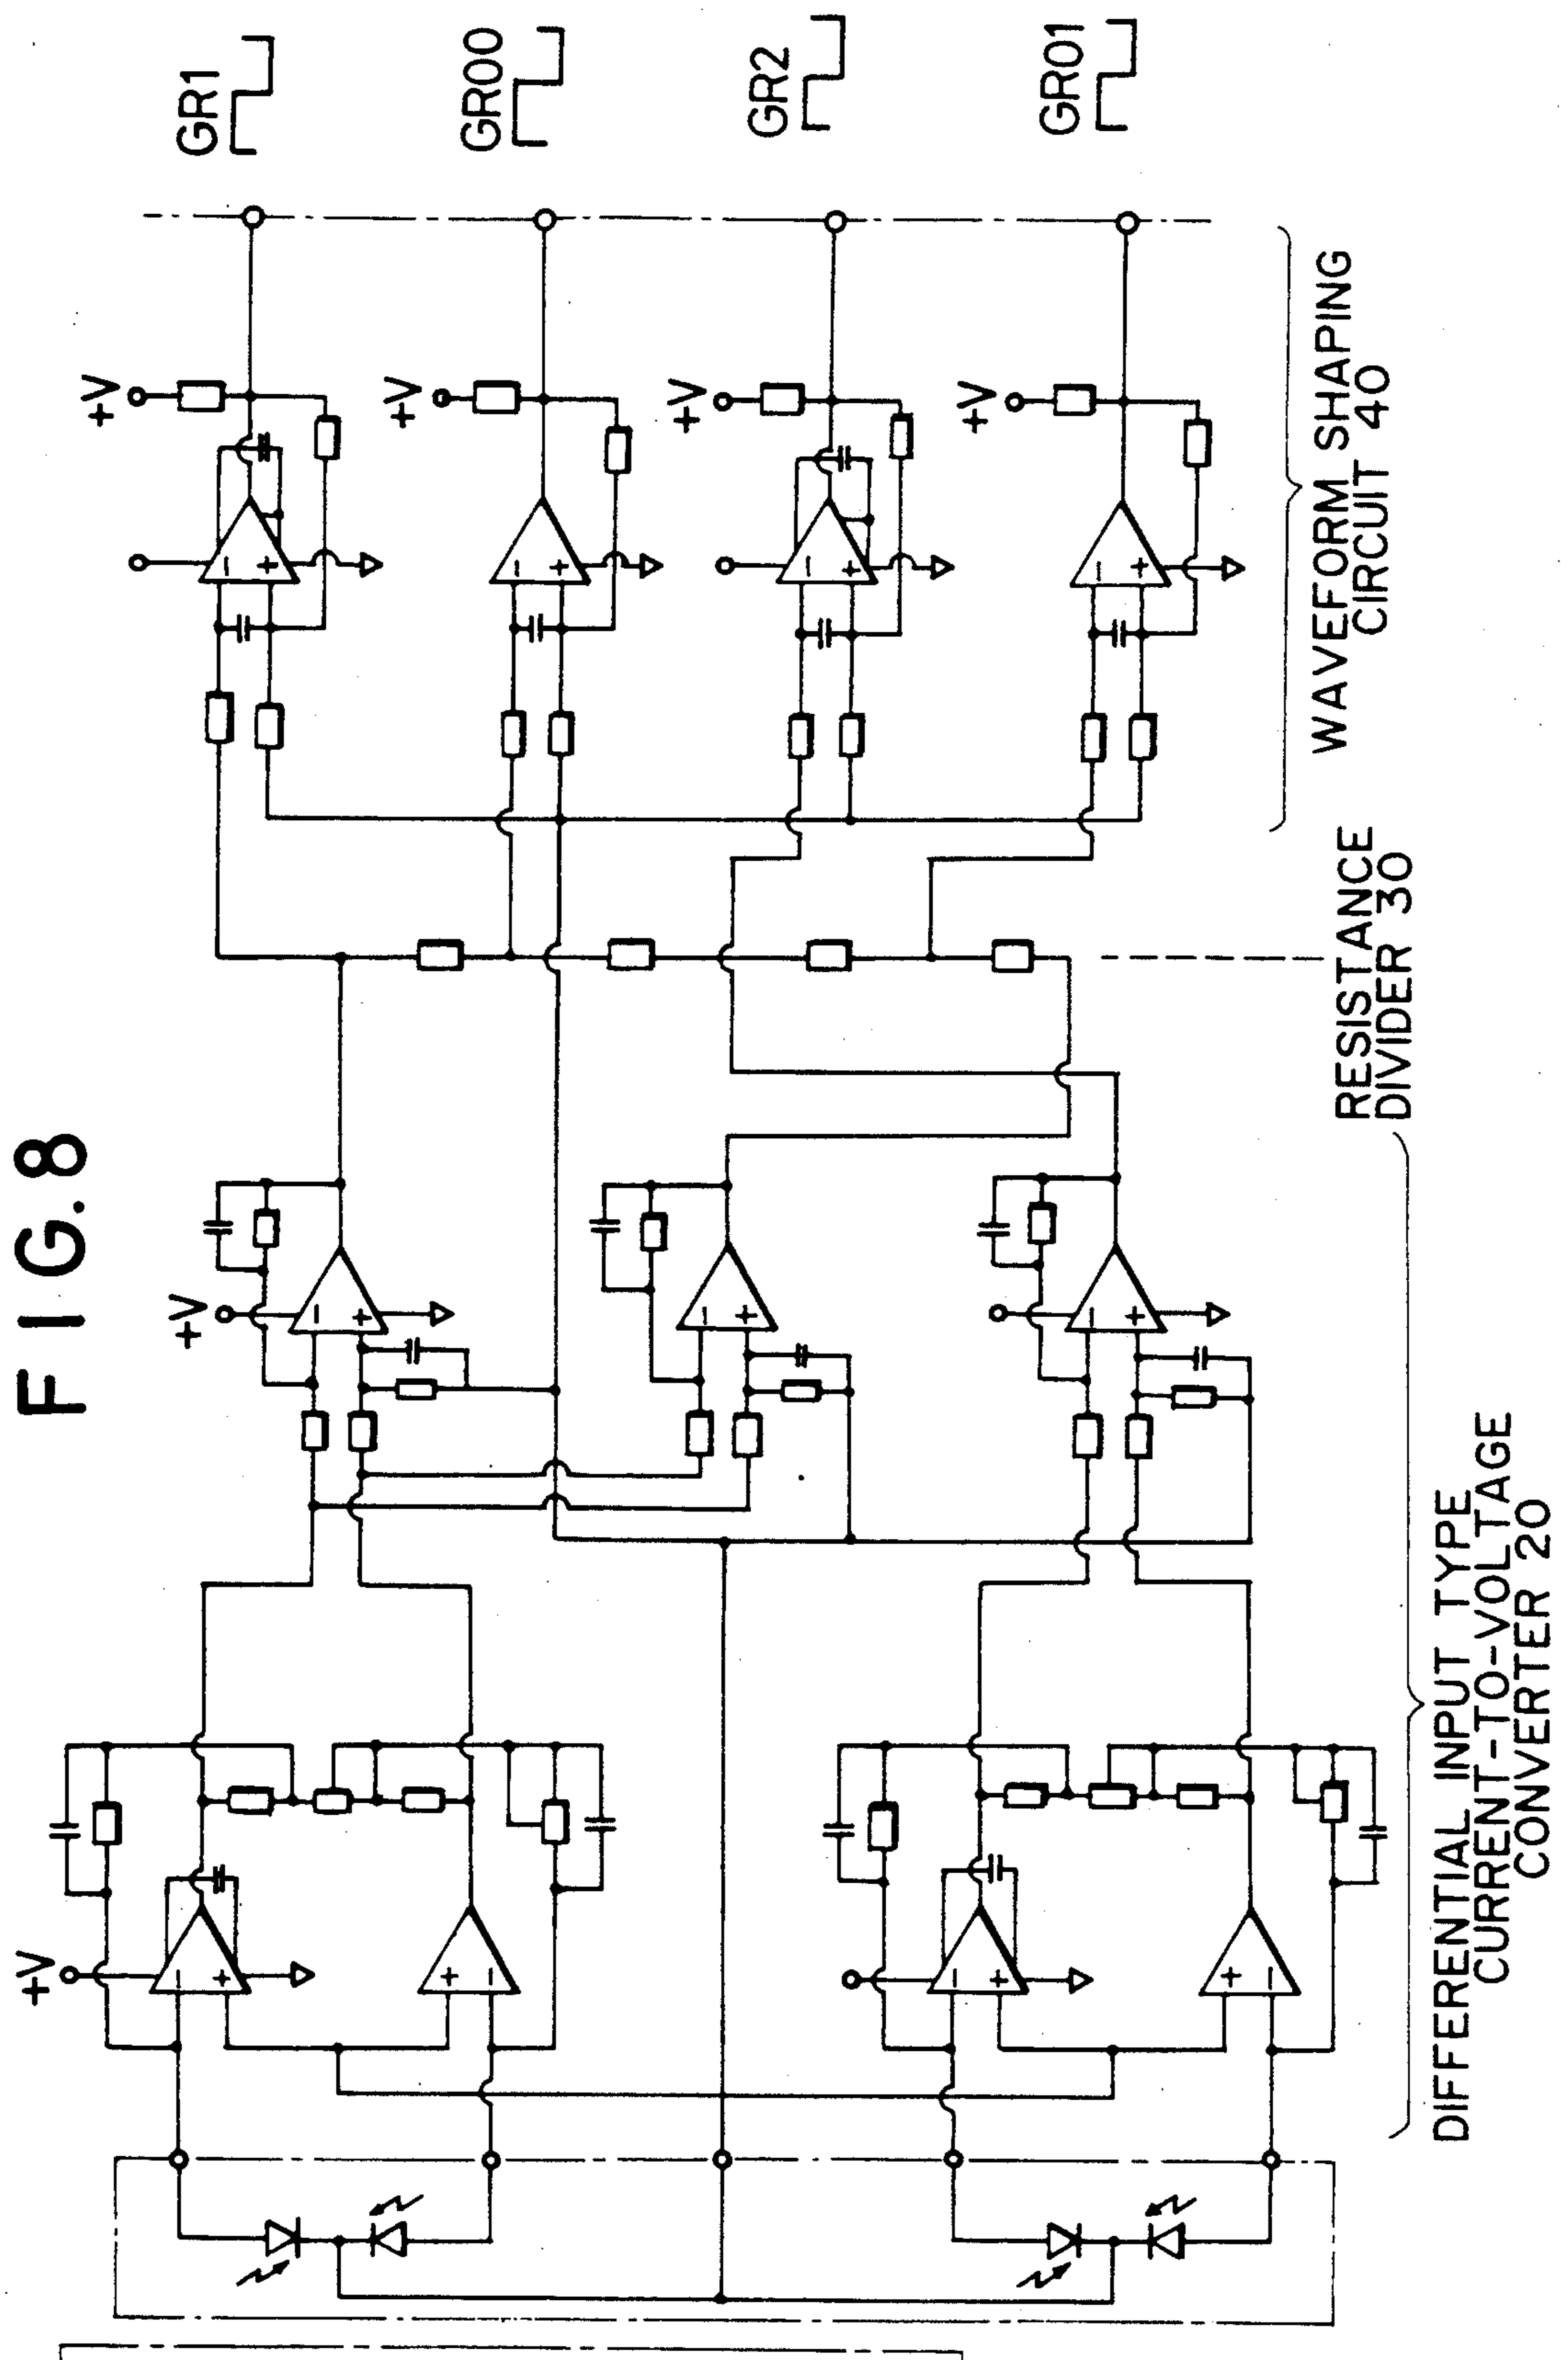 FIG.8
+V
+V
+V
+V
+V
+V
GR1
GR00
GR2
GR01
−
+
+
−
−
+
+
−
−
+
−
+
−
+
−
+
−
+
−
+
−
+
DIFFERENTIAL INPUT TYPE
CURRENT-TO-VOLTAGE
CONVERTER 20
RESISTANCE
DIVIDER 30
WAVEFORM SHAPING
CIRCUIT 40